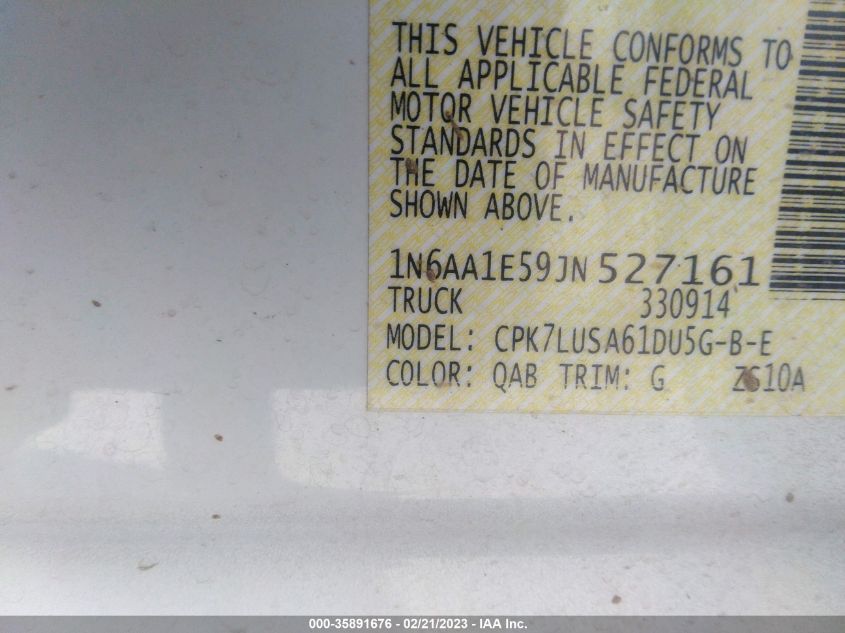 THIS VEHICLE CONFORMS TO
ALL APPLICABLE FEDERAL
MOTOR VEHICLE SAFETY
STANDARDS IN EFFECT ON
THE DATE OF MANUFACTURE
SHOWN ABOVE.
1N6AA1E59JN527161
TRUCK 330914
MODEL: CPK7LUSA61DU5G-B-E
COLOR: QAB TRIM: G ZS10A
000-35891676 - 02/21/2023 - IAA Inc.